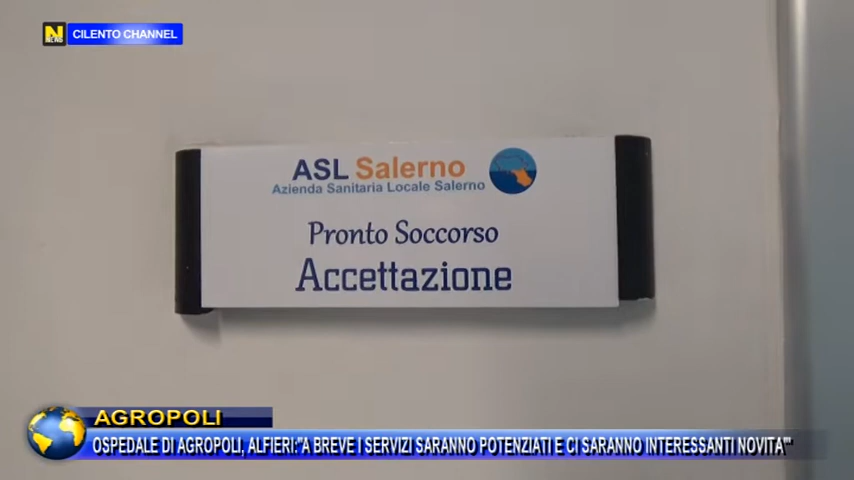 N
NEWS
CILENTO CHANNEL
ASL Salerno
Azienda Sanitaria Locale Salerno
Pronto Soccorso
Accettazione
AGROPOLI
OSPEDALE DI AGROPOLI, ALFIERI:"A BREVE I SERVIZI SARANNO POTENZIATI E CI SARANNO INTERESSANTI NOVITA'"